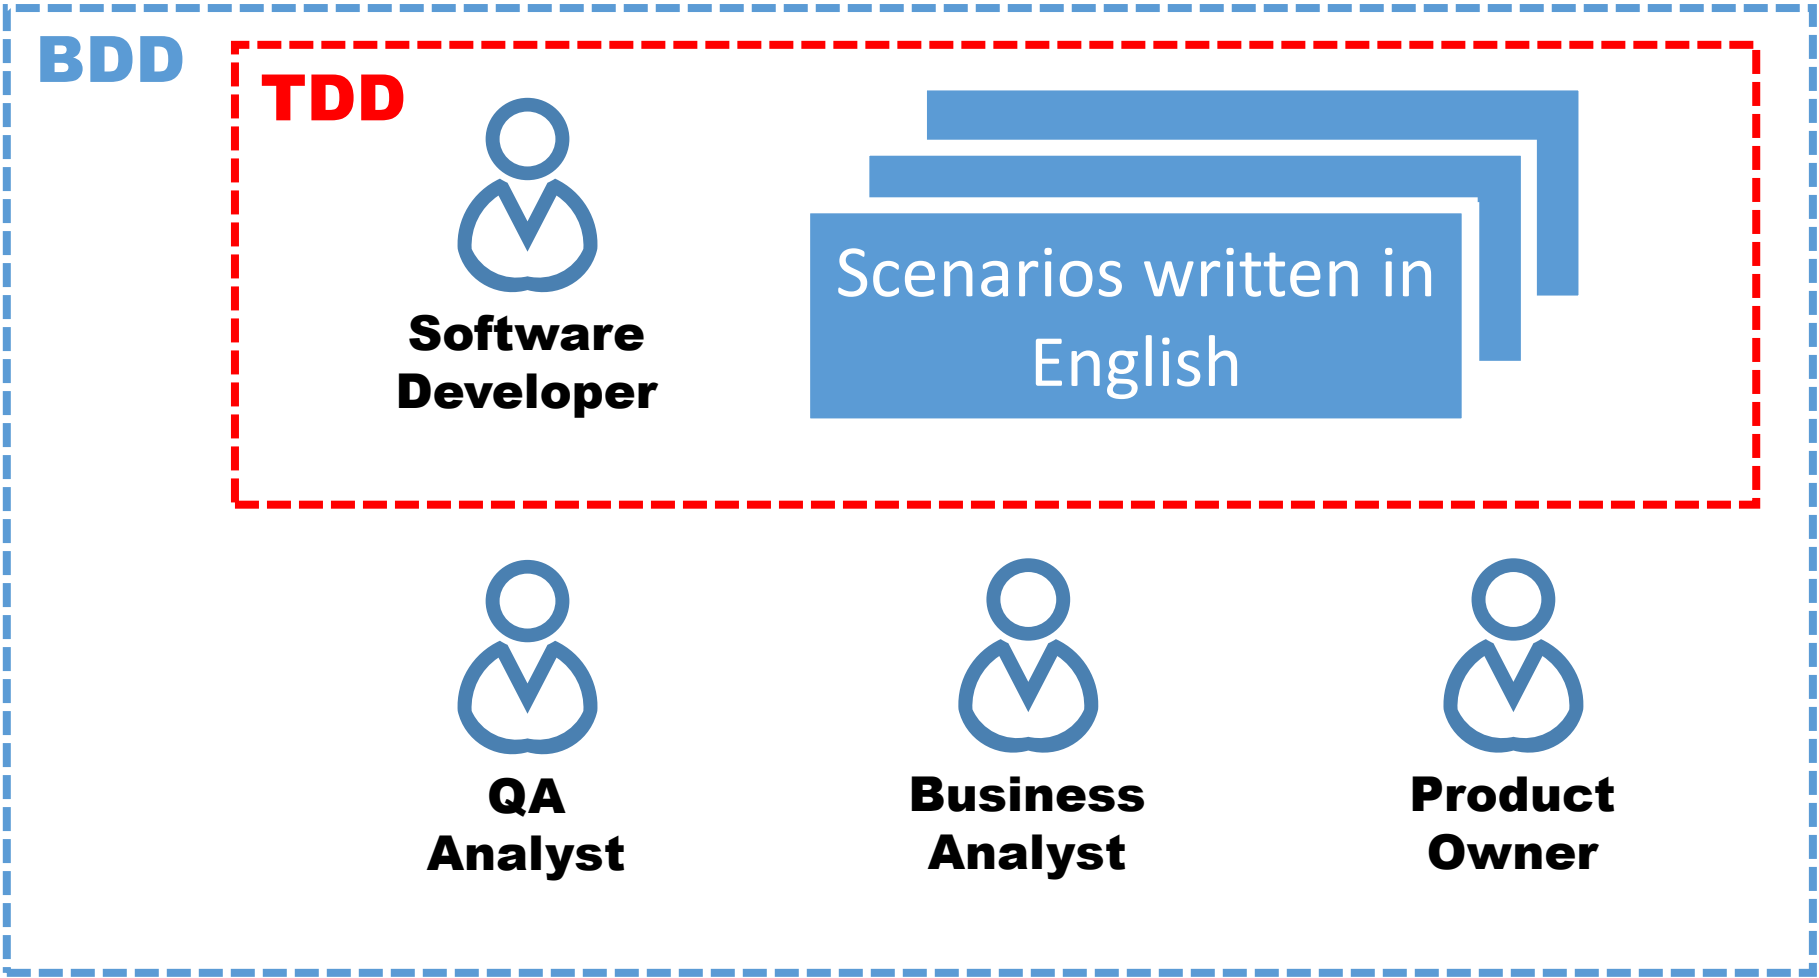 BDD
TDD
Scenarios written in
English
Software
Developer
QA
Analyst
Business
Analyst
Product
Owner